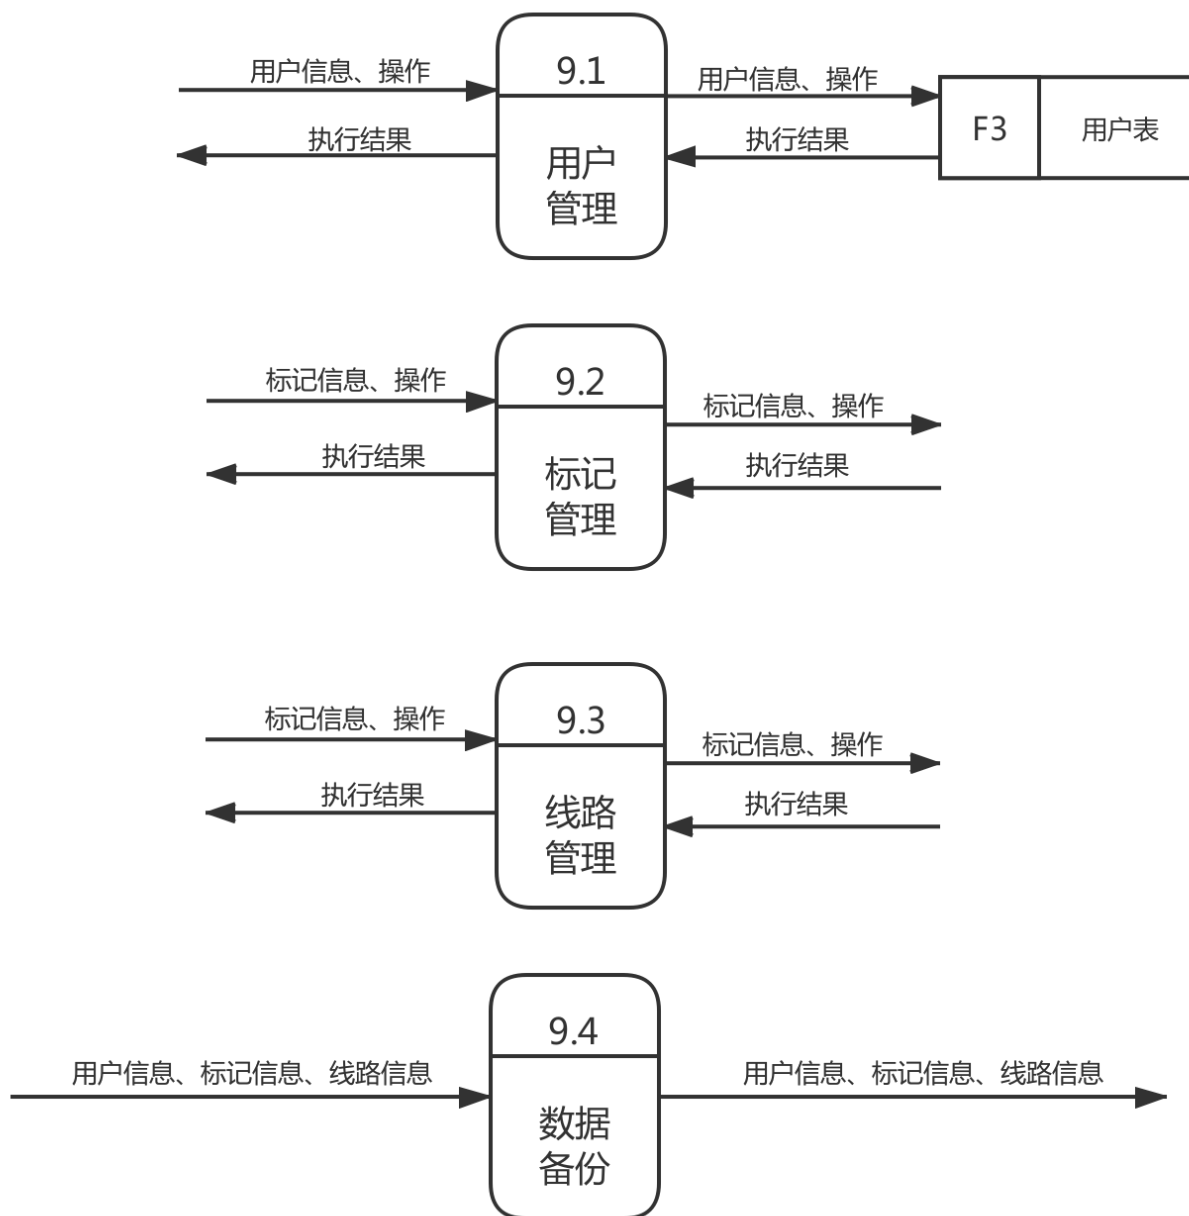 9.1
用户信息、操作
用户信息、操作
F3
用户表
执行结果
执行结果
用户
管理
9.2
标记信息、操作
标记信息、操作
执行结果
执行结果
标记
管理
9.3
标记信息、操作
标记信息、操作
执行结果
执行结果
线路
管理
9.4
用户信息、标记信息、线路信息
用户信息、标记信息、线路信息
数据
备份